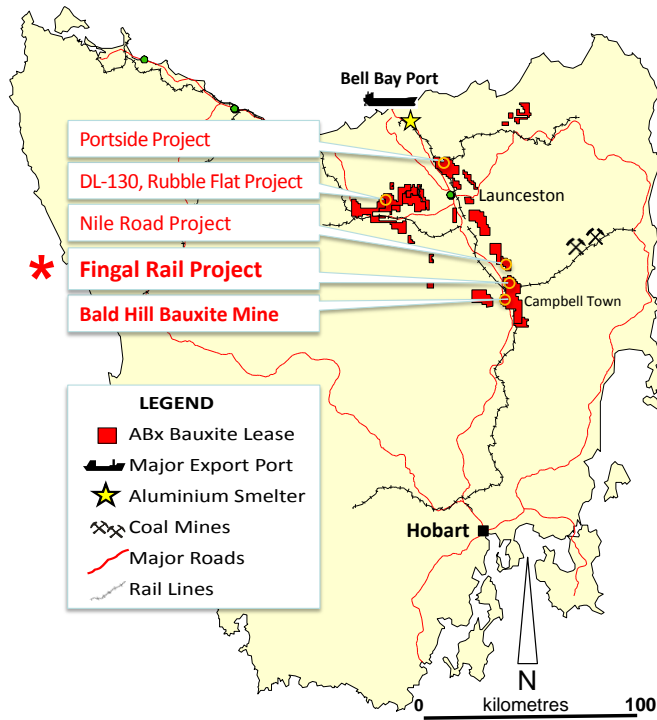 Bell Bay Port
Portside Project
DL-130, Rubble Flat Project
Launceston
Nile Road Project
* Fingal Rail Project
Campbell Town
Bald Hill Bauxite Mine
LEGEND
ABx Bauxite Lease
Major Export Port
Aluminium Smelter
Coal Mines
Major Roads
Rail Lines
Hobart
N
0 kilometres 100